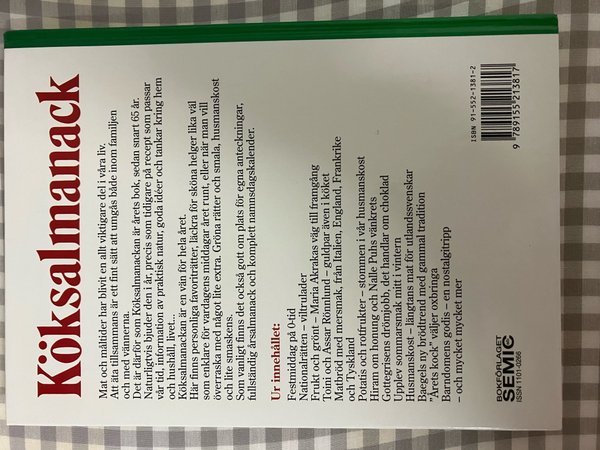 Köksalmanack
Mat och måltider har blivit en allt viktigare del i våra liv.
Att äta tillsammans är ett fint sätt att umgås både inom familjen
och med vännerna.
Det är därför som Köksalmanackan är årets bok, sedan snart 65 år.
Naturligtvis bjuder den i år, precis som tidigare på recept som passar
vår tid, information av praktisk natur, goda idéer och tankar kring hem
och hushåll, livet...
Köksalmanackan är en vän för hela året.
Här finns personliga favoriträtter, läckra för sköna helger lika väl
som enklare för vardagens middagar året runt, eller när man vill
överraska med något lite extra. Gröna rätter och smala, husmanskost
och lite smaskens.
Som vanligt finns det också gott om plats för egna anteckningar,
fullständig årsalmanack och komplett namnsdagskalender.
Ur innehållet:
Festmiddag på 0-tid
Nationalrätten – viltrulader
Frukt och grönt – Maria Akrakas väg till framgång
Toini och Assar Rönnlund – guldpar även i köket
Matbröd med mersmak, från Italien, England, Frankrike
och Tyskland
Potatis och rotfrukter – stommen i vår husmanskost
Hiram om honung och Nalle Puhs vänkrets
Gottegrisens drömjobb, det handlar om choklad
Upplev sommarsmak mitt i vintern
Husmanskost – längtans mat för utlandssvenskar
Baegels ny brödtrend med gammal tradition
"Årets kock" väljer oxbringa
Barndomens godis – en nostalgitripp
– och mycket mycket mer
BOKFÖRLAGET
SEMIC
ISSN 1101-0266
ISBN 91-552-1381-2
9 789155 213817